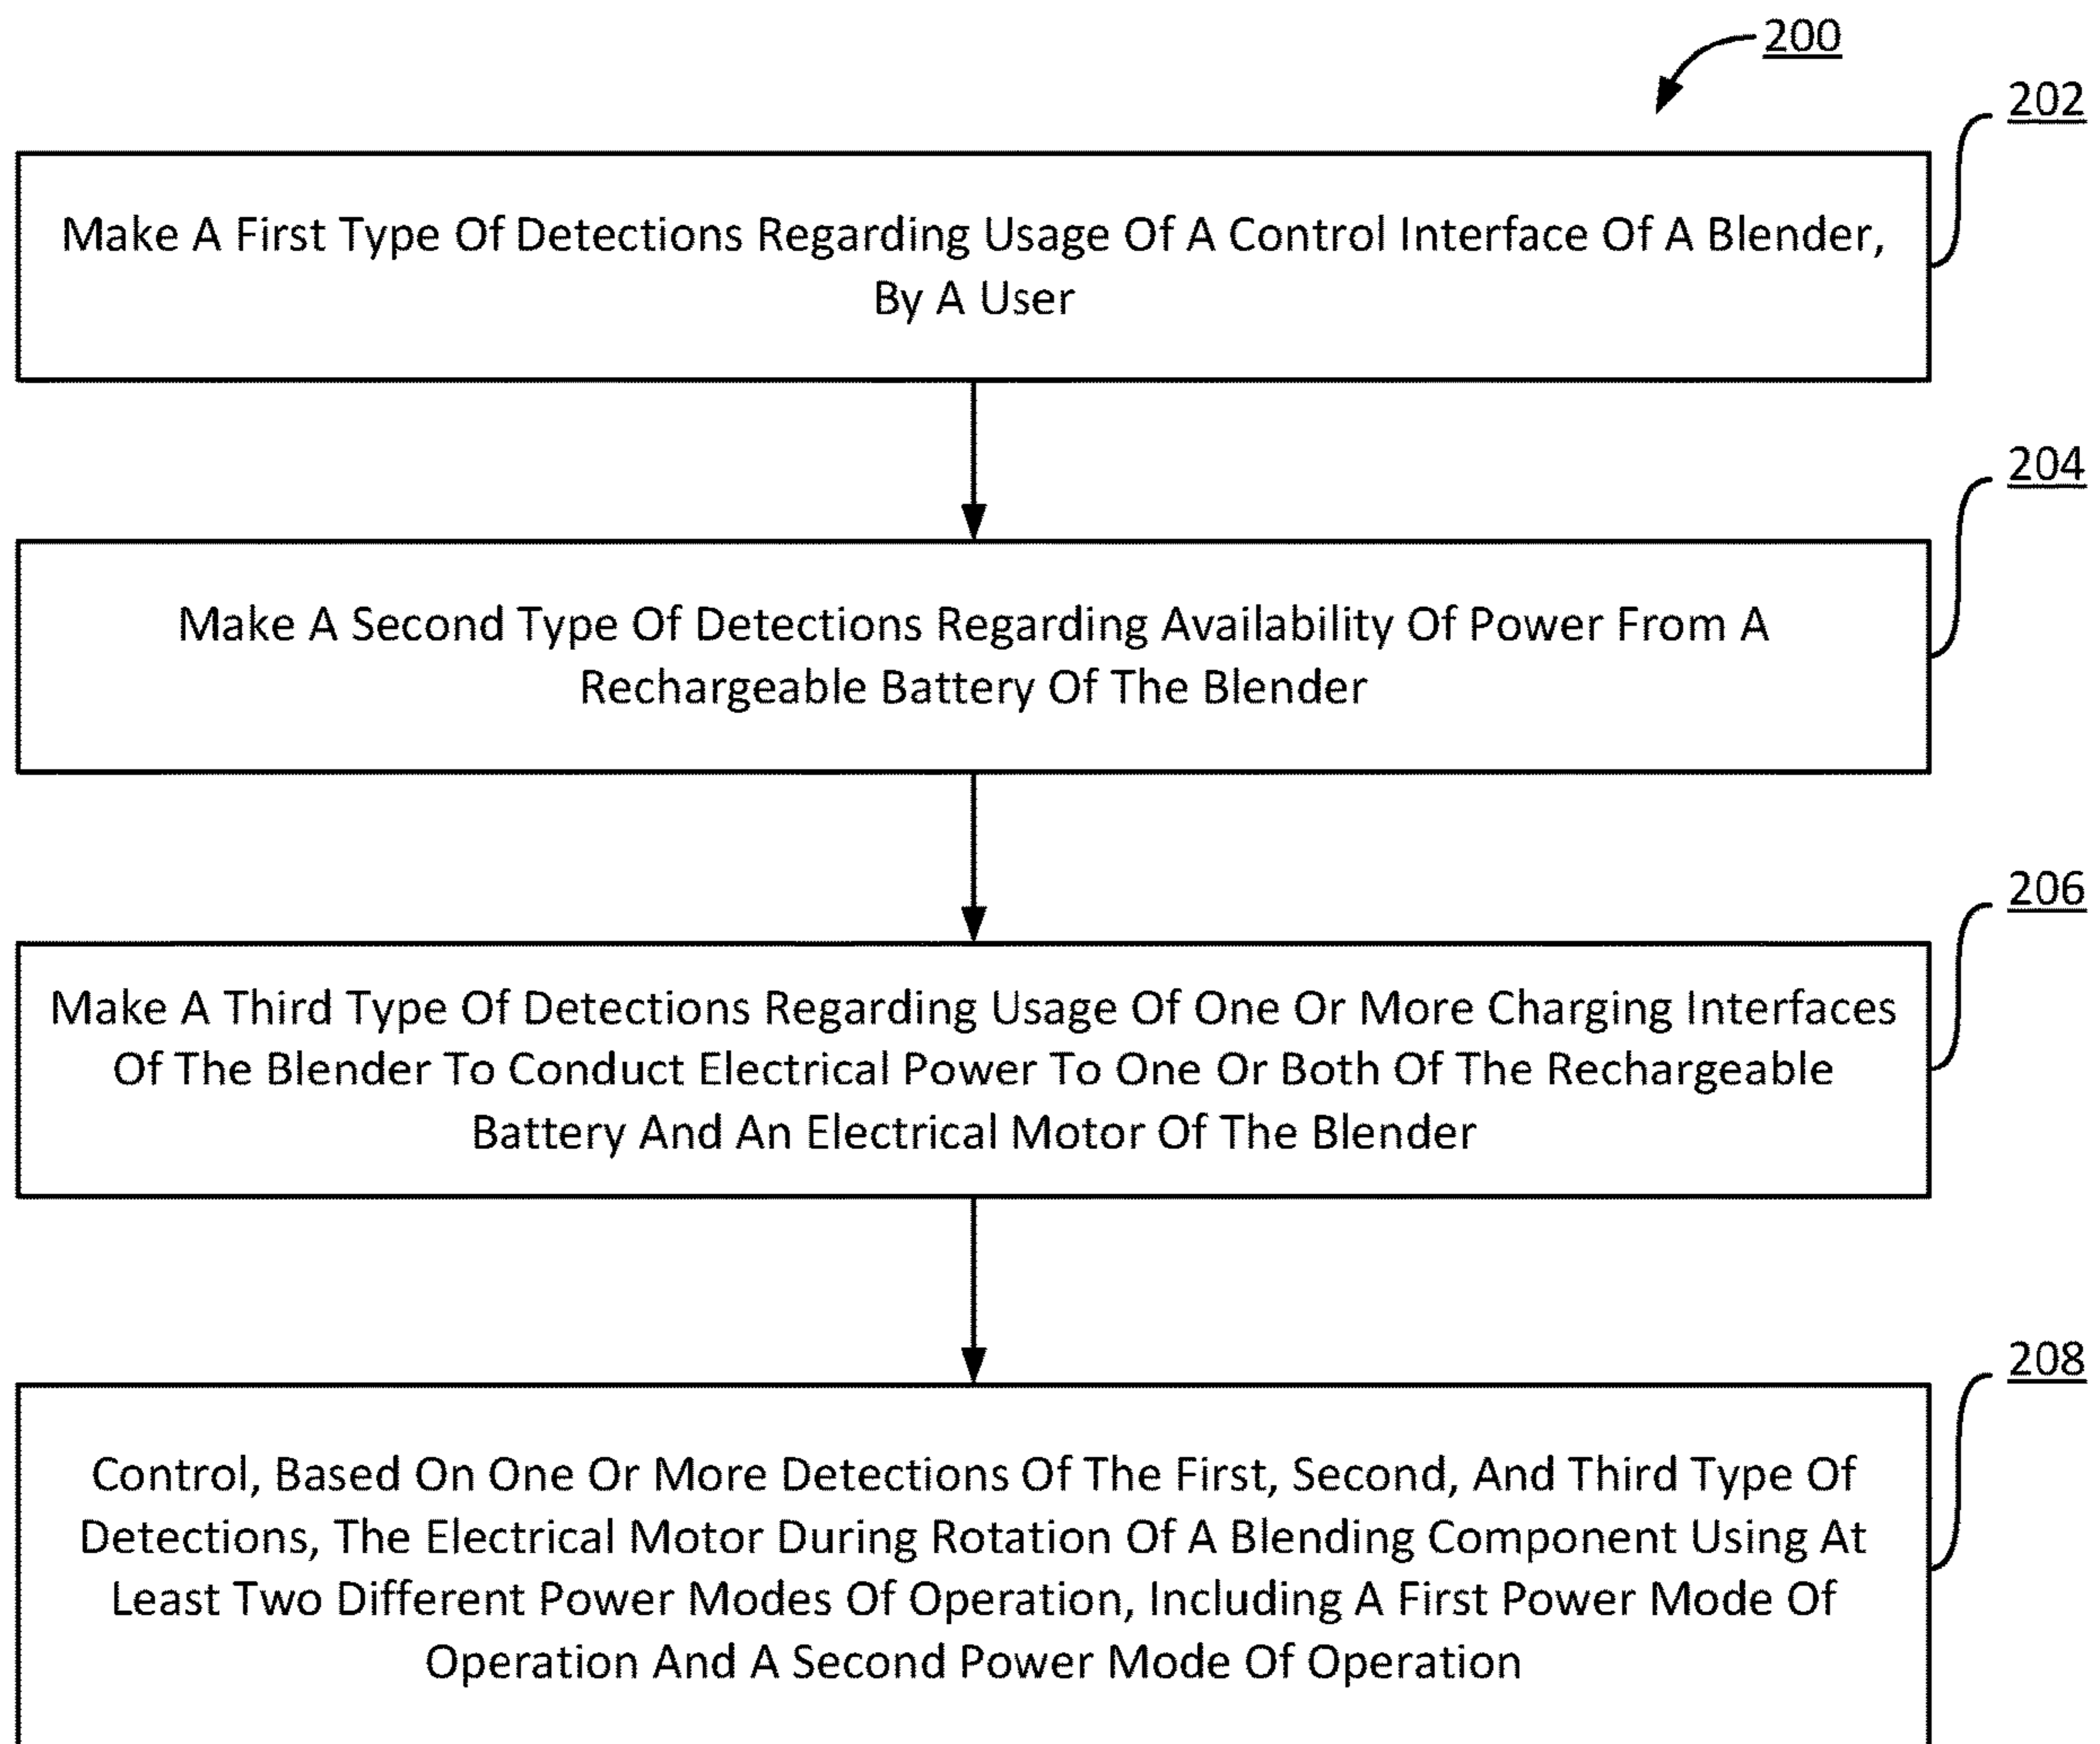 200
202
Make A First Type Of Detections Regarding Usage Of A Control Interface Of A Blender,
By A User
204
Make A Second Type Of Detections Regarding Availability Of Power From A
Rechargeable Battery Of The Blender
206
Make A Third Type Of Detections Regarding Usage Of One Or More Charging Interfaces
Of The Blender To Conduct Electrical Power To One Or Both Of The Rechargeable
Battery And An Electrical Motor Of The Blender
208
Control, Based On One Or More Detections Of The First, Second, And Third Type Of
Detections, The Electrical Motor During Rotation Of A Blending Component Using At
Least Two Different Power Modes Of Operation, Including A First Power Mode Of
Operation And A Second Power Mode Of Operation